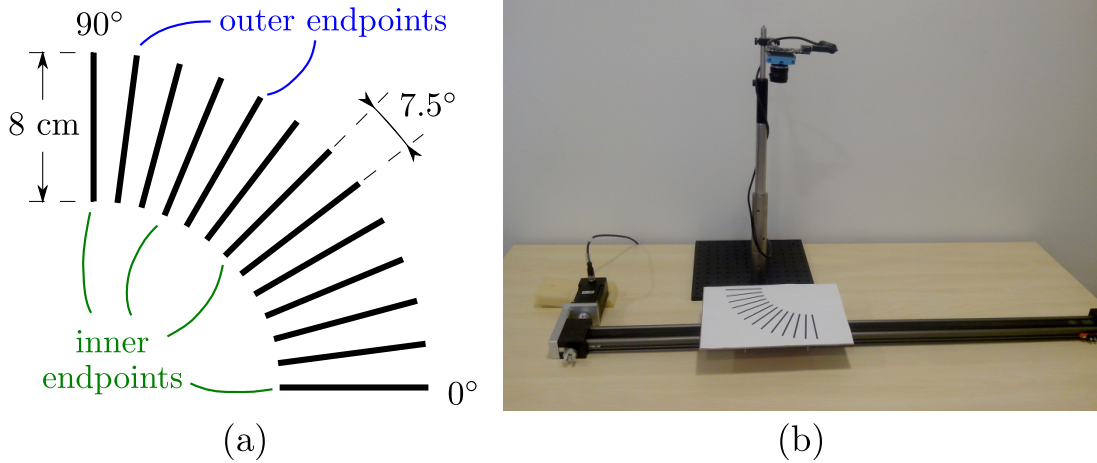 90°
outer endpoints
7.5°
8 cm
inner
endpoints
0°
(a)
(b)